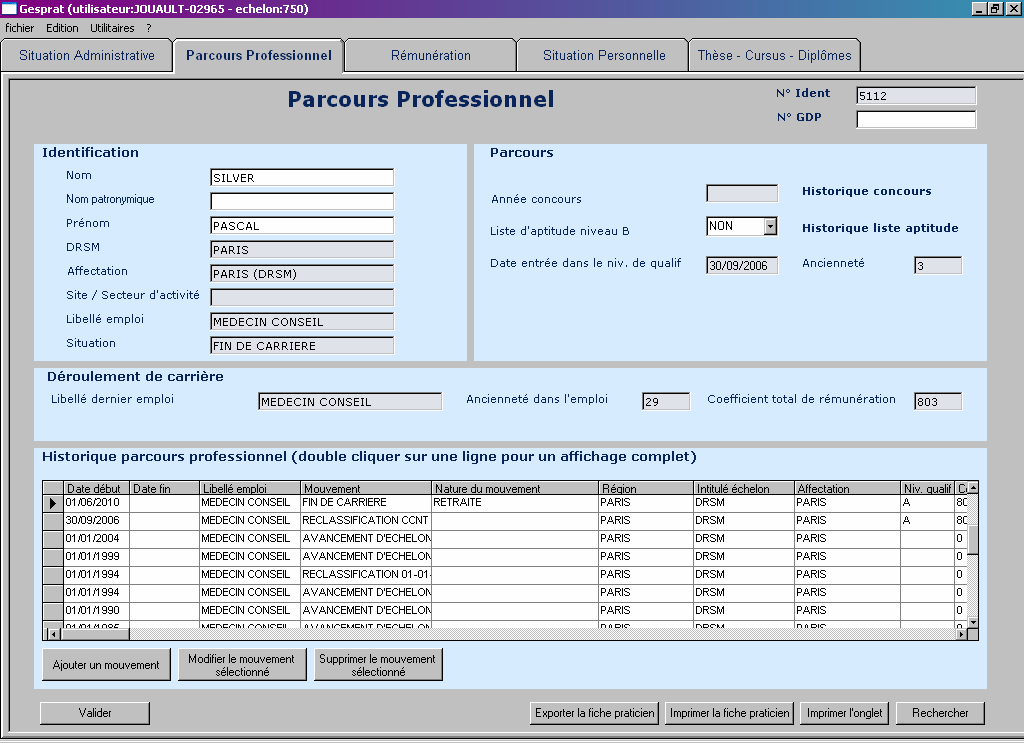 Gesprat (utilisateur:JOUAULT-02965 - echelon:750)
fichier Edition Utilitaires ?
Situation Administrative Parcours Professionnel Rémunération Situation Personnelle Thèse - Cursus - Diplômes
Parcours Professionnel
N° Ident 5112
N° GDP
Identification
Nom SILVER
Nom patronymique
Prénom PASCAL
DRSM PARIS
Affectation PARIS (DRSM)
Site / Secteur d'activité
Libellé emploi MEDECIN CONSEIL
Situation FIN DE CARRIERE
Parcours
Année concours Historique concours
Liste d'aptitude niveau B NON Historique liste aptitude
Date entrée dans le niv. de qualif 30/09/2006 Ancienneté 3
Déroulement de carrière
Libellé dernier emploi MEDECIN CONSEIL Ancienneté dans l'emploi 29 Coefficient total de rémunération 803
Historique parcours professionnel (double cliquer sur une ligne pour un affichage complet)
Date début Date fin Libellé emploi Mouvement Nature du mouvement Région Intitulé échelon Affectation Niv. qualif
01/06/2010 MEDECIN CONSEIL FIN DE CARRIERE RETRAITE PARIS DRSM PARIS A 80
30/09/2006 MEDECIN CONSEIL RECLASSIFICATION CCNT PARIS DRSM PARIS A 80
01/01/2004 MEDECIN CONSEIL AVANCEMENT D'ECHELON PARIS DRSM PARIS 0
01/01/1999 MEDECIN CONSEIL AVANCEMENT D'ECHELON PARIS DRSM PARIS 0
01/01/1994 MEDECIN CONSEIL RECLASSIFICATION 01-01- PARIS DRSM PARIS 0
01/01/1994 MEDECIN CONSEIL AVANCEMENT D'ECHELON PARIS DRSM PARIS 0
01/01/1990 MEDECIN CONSEIL AVANCEMENT D'ECHELON PARIS DRSM PARIS 0
MEDECIN CONSEIL AVANCEMENT D'ECHELON PARIS DRSM PARIS 0
Ajouter un mouvement Modifier le mouvement sélectionné Supprimer le mouvement sélectionné
Valider Exporter la fiche praticien Imprimer la fiche praticien Imprimer l'onglet Rechercher